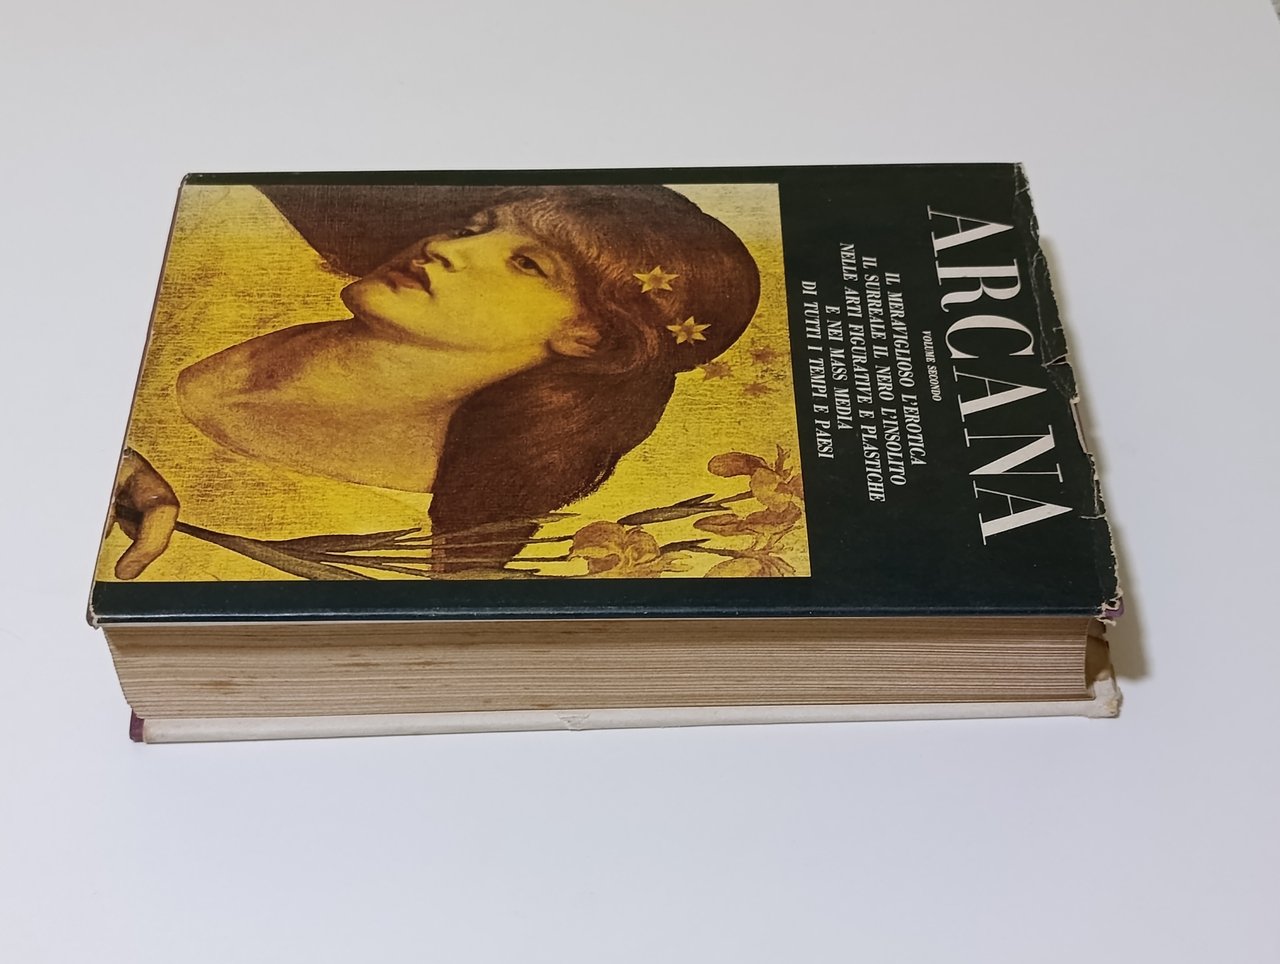 ARCANA
VOLUME SECONDO
IL MERAVIGLIOSO L'EROTICA
IL SURREALE IL NERO L'INSOLITO
NELLE ARTI FIGURATIVE E PLASTICHE
E NEI MASS MEDIA
DI TUTTI I TEMPI E PAESI